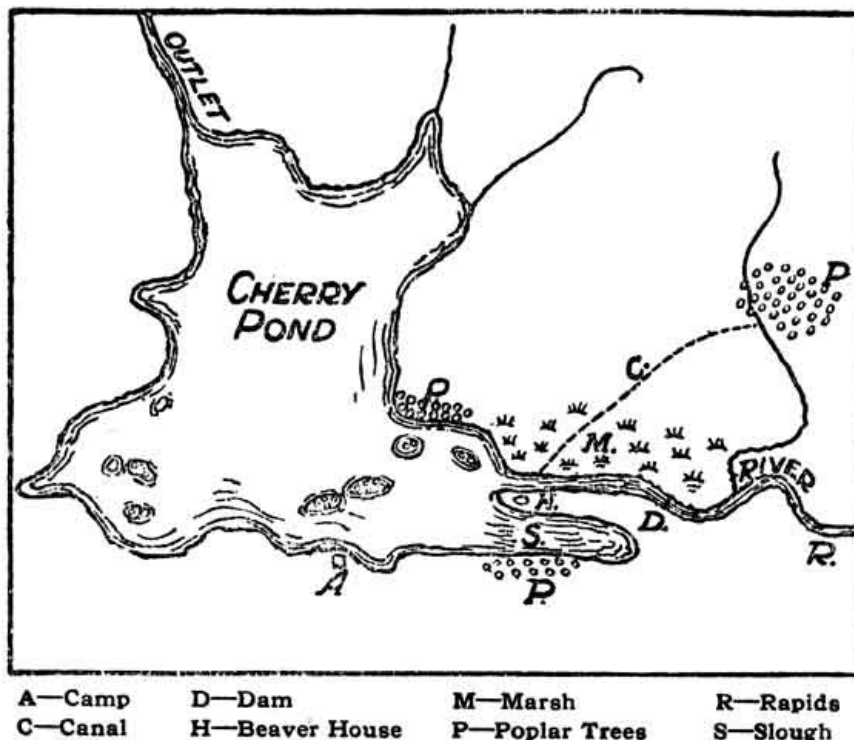 OUTLET
CHERRY
POND
P.
C.
P.
M.
RIVER
H.
D.
S.
R.
A
P.
A—Camp D—Dam M—Marsh R—Rapids
C—Canal H—Beaver House P—Poplar Trees S—Slough